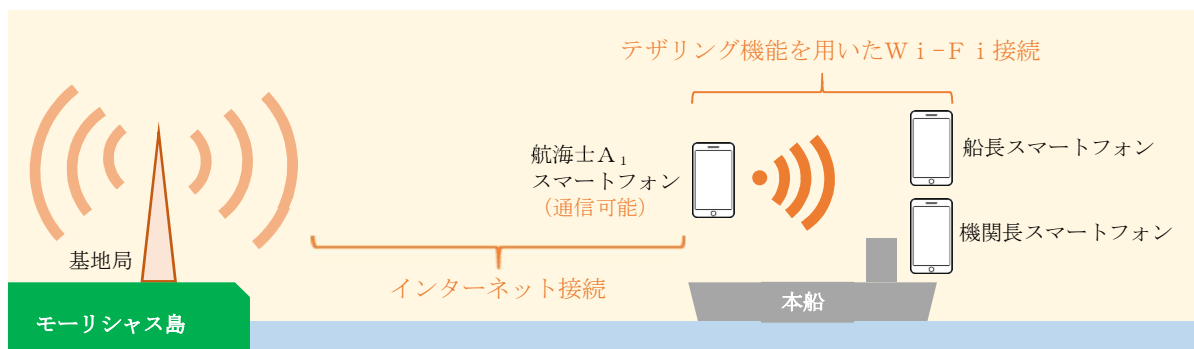 テザリング機能を用いたWi-Fi接続
航海士A₁
スマートフォン
（通信可能）
船長スマートフォン
機関長スマートフォン
基地局
インターネット接続
本船
モーリシャス島